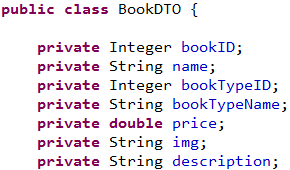 public class BookDTO {
private Integer bookID;
private String name;
private Integer bookTypeID;
private String bookTypeName;
private double price;
private String img;
private String description;